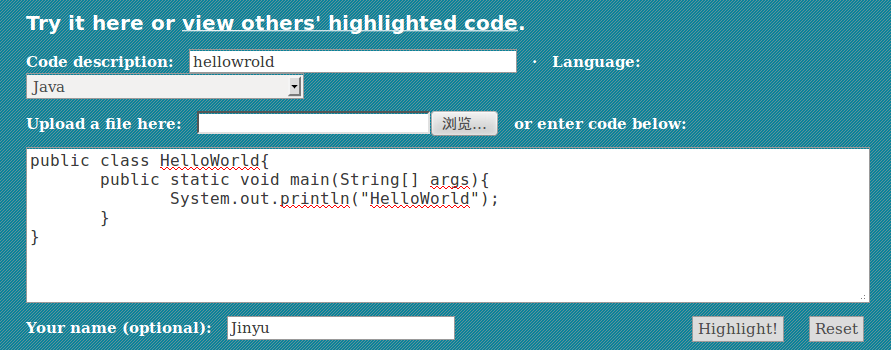 Try it here or view others' highlighted code.
Code description: hellowrold · Language:
Java
Upload a file here: 浏览... or enter code below:
public class HelloWorld{
public static void main(String[] args){
System.out.println("HelloWorld");
}
}
Your name (optional): Jinyu Highlight! Reset